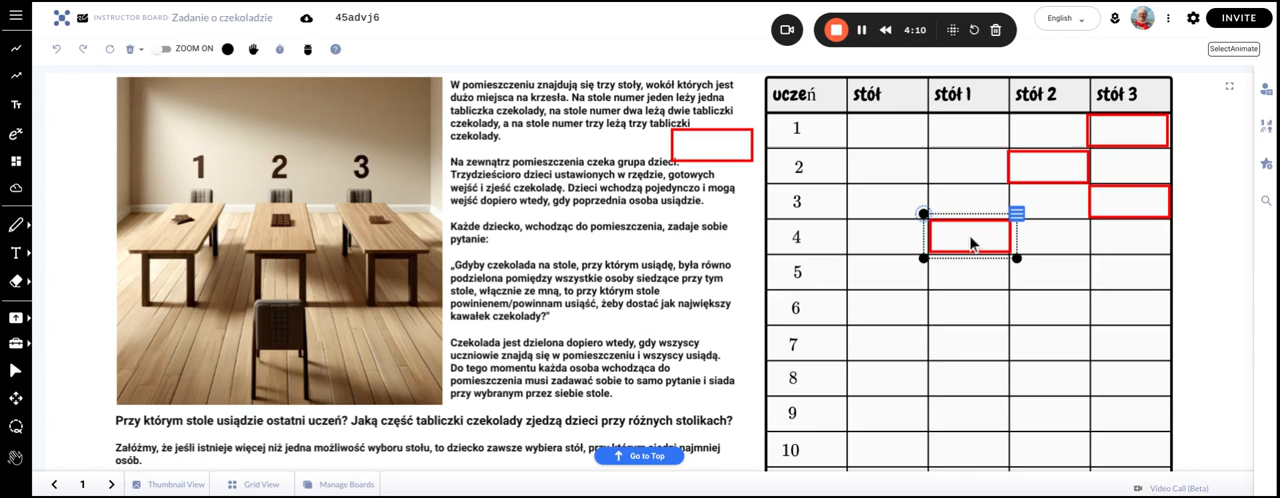 INSTRUCTOR BOARD: Zadanie o czekoladzie
45advj6
4:10
English
INVITE
ZOOM ON
SelectAnimate
1 2 3
W pomieszczeniu znajdują się trzy stoły, wokół których jest
dużo miejsca na krzesła. Na stole numer jeden leży jedna
tabliczka czekolady, na stole numer dwa leżą dwie tabliczki
czekolady, a na stole numer trzy leżą trzy tabliczki
czekolady.
Na zewnątrz pomieszczenia czeka grupa dzieci.
Trzydzieścioro dzieci ustawionych w rzędzie, gotowych
wejść i zjeść czekoladę. Dzieci wchodzą pojedynczo i mogą
wejść dopiero wtedy, gdy poprzednia osoba usiądzie.
Każde dziecko, wchodząc do pomieszczenia, zadaje sobie
pytanie:
„Gdyby czekolada na stole, przy którym usiądę, była równo
podzielona pomiędzy wszystkie osoby siedzące przy tym
stole, włącznie ze mną, to przy którym stole
powinienem/powinnam usiąść, żeby dostać jak największy
kawałek czekolady?"
Czekolada jest dzielona dopiero wtedy, gdy wszyscy
uczniowie znajdą się w pomieszczeniu i wszyscy usiądą.
Do tego momentu każda osoba wchodząca do
pomieszczenia musi zadawać sobie to samo pytanie i siada
przy wybranym przez siebie stole.
Przy którym stole usiądzie ostatni uczeń? Jaką część tabliczki czekolady zjedzą dzieci przy różnych stolikach?
Załóżmy, że jeśli istnieje więcej niż jedna możliwość wyboru stołu, to dziecko zawsze wybiera stół, najmniej
osób.
uczeń stół stół 1 stół 2 stół 3
1
2
3
4
5
6
7
8
9
10
Go to Top
1 Thumbnail View Grid View Manage Boards
Video Call (Beta)